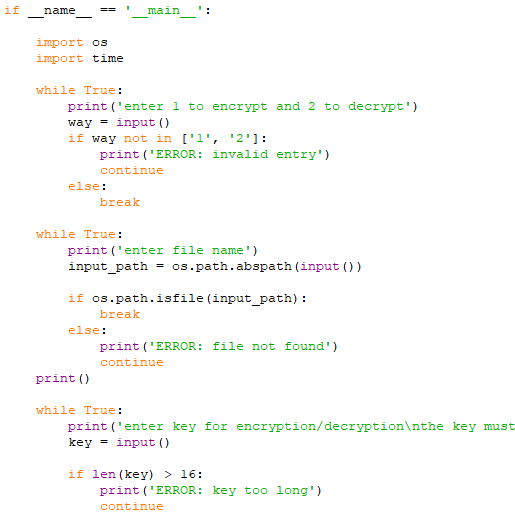 if __name__ == '__main__':
import os
import time
while True:
print('enter 1 to encrypt and 2 to decrypt')
way = input()
if way not in ['1', '2']:
print('ERROR: invalid entry')
continue
else:
break
while True:
print('enter file name')
input_path = os.path.abspath(input())
if os.path.isfile(input_path):
break
else:
print('ERROR: file not found')
continue
print()
while True:
print('enter key for encryption/decryption\nthe key must
key = input()
if len(key) > 16:
print('ERROR: key too long')
continue